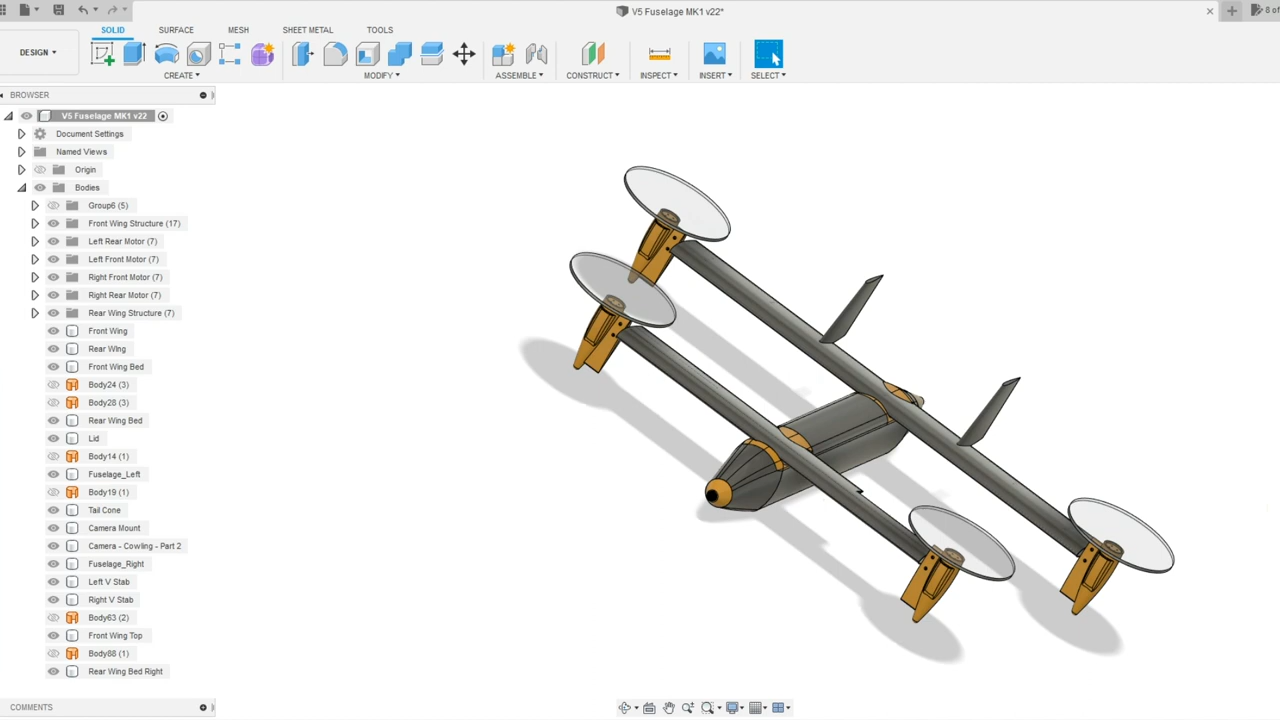 V5 Fuselage MK1 v22*
8 of
SOLID SURFACE MESH SHEET METAL TOOLS
DESIGN
CREATE MODIFY ASSEMBLE CONSTRUCT INSPECT INSERT SELECT
BROWSER
V5 Fuselage MK1 v22
Document Settings
Named Views
Origin
Bodies
Group6 (5)
Front Wing Structure (17)
Left Rear Motor (7)
Left Front Motor (7)
Right Front Motor (7)
Right Rear Motor (7)
Rear Wing Structure (7)
Front Wing
Rear Wing
Front Wing Bed
Body24 (3)
Body28 (3)
Rear Wing Bed
Lid
Body14 (1)
Fuselage_Left
Body19 (1)
Tail Cone
Camera Mount
Camera - Cowling - Part 2
Fuselage_Right
Left V Stab
Right V Stab
Body63 (2)
Front Wing Top
Body88 (1)
Rear Wing Bed Right
COMMENTS